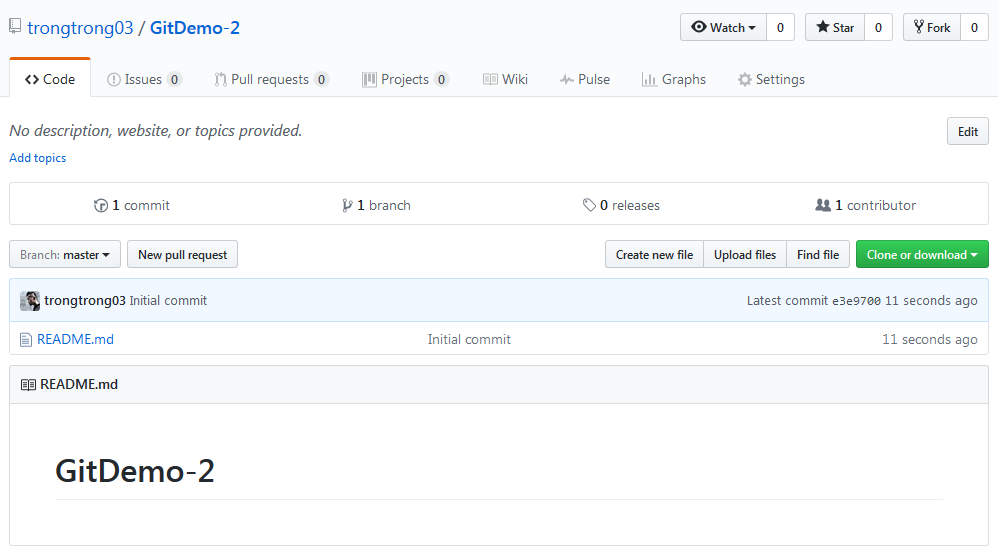 trongtrong03 / GitDemo-2 Watch 0 Star 0 Fork 0
Code Issues 0 Pull requests 0 Projects 0 Wiki Pulse Graphs Settings
No description, website, or topics provided. Edit
Add topics
1 commit 1 branch 0 releases 1 contributor
Branch: master New pull request Create new file Upload files Find file Clone or download
trongtrong03 Initial commit Latest commit e3e9700 11 seconds ago
README.md Initial commit 11 seconds ago
README.md
GitDemo-2